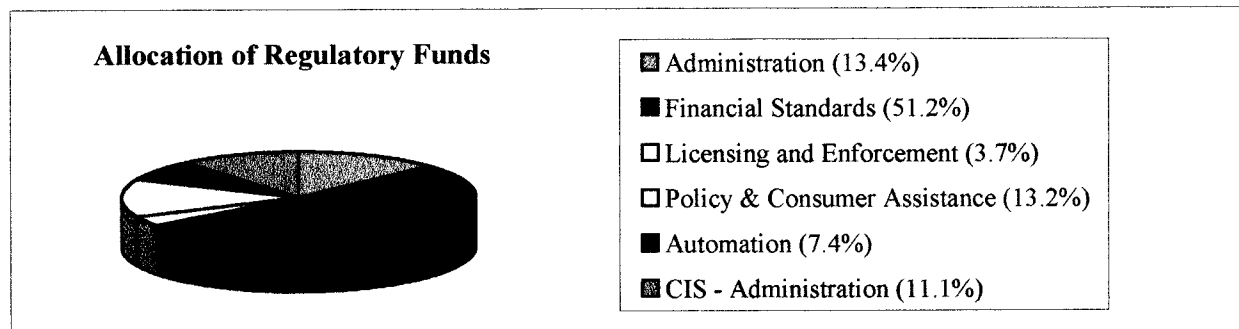 Allocation of Regulatory Funds
Administration (13.4%)
Financial Standards (51.2%)
Licensing and Enforcement (3.7%)
Policy & Consumer Assistance (13.2%)
Automation (7.4%)
CIS - Administration (11.1%)